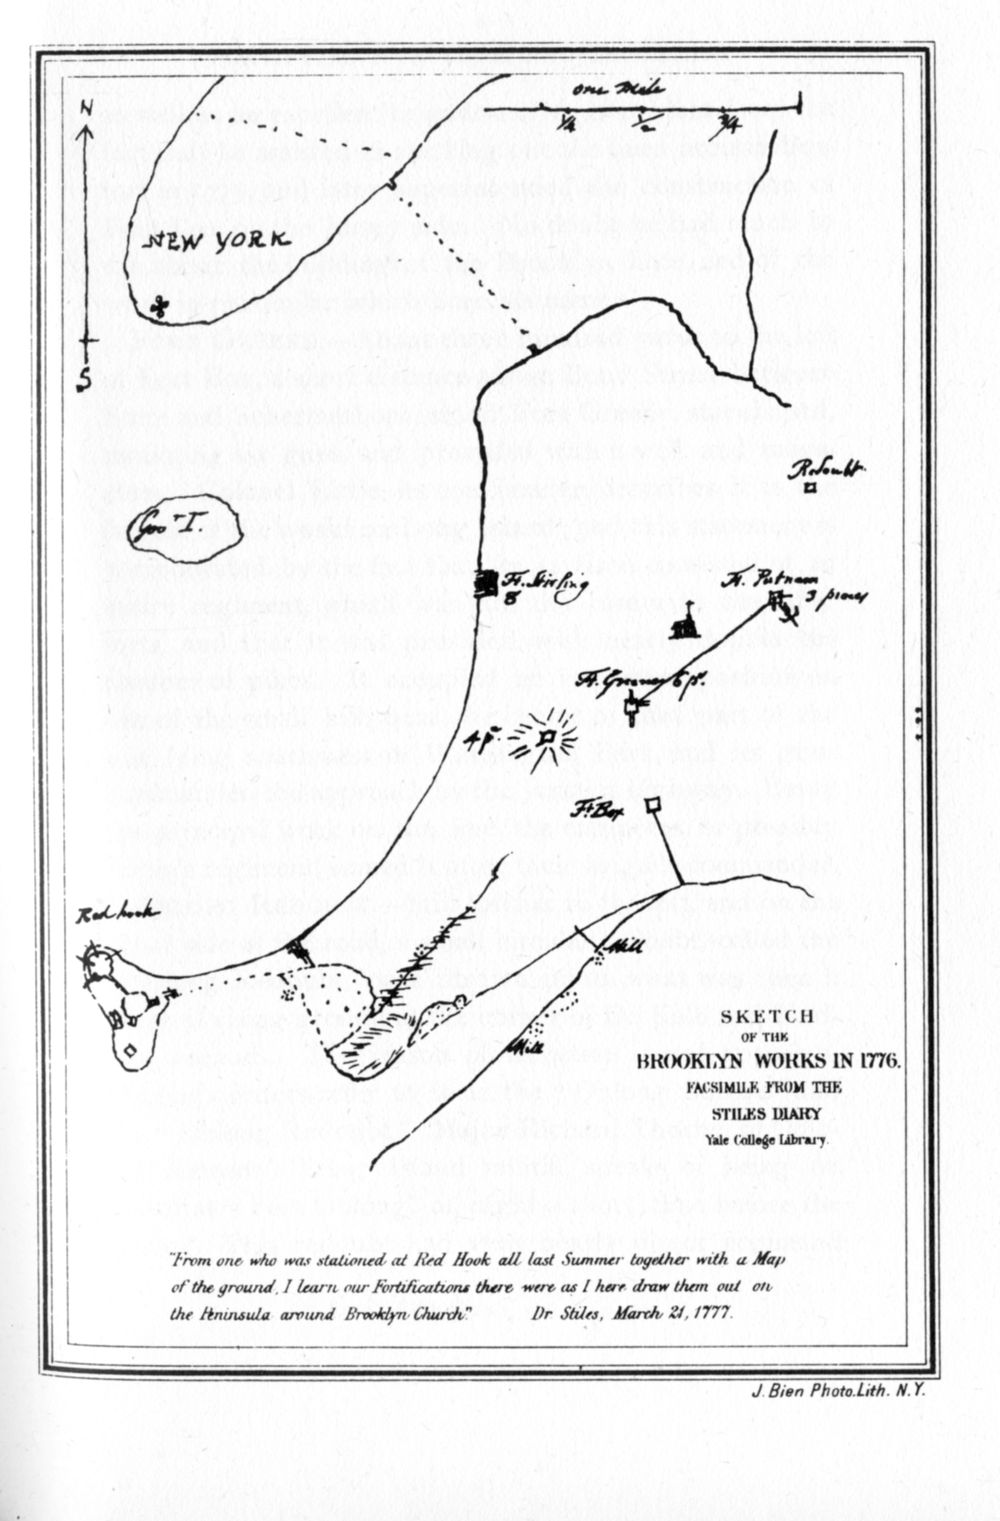 N
one Mile
1/4 1/2 3/4
NEW YORK
S
Redoubt
Gov I.
Ft. Stirling
8
Ft. Putnam
3 pieces
Ft. Greene 6 ps.
4 ps
Ft Box
Red hook
Mill
Mill
SKETCH
OF THE
BROOKLYN WORKS IN 1776.
FACSIMILE FROM THE
STILES DIARY
Yale College Library.
"From one who was stationed at Red Hook all last Summer together with a Map
of the ground, I learn our Fortifications there were as I here draw them out on
the Peninsula around Brooklyn Church."    Dr Stiles, March 21, 1777.
J. Bien Photo.Lith. N.Y.